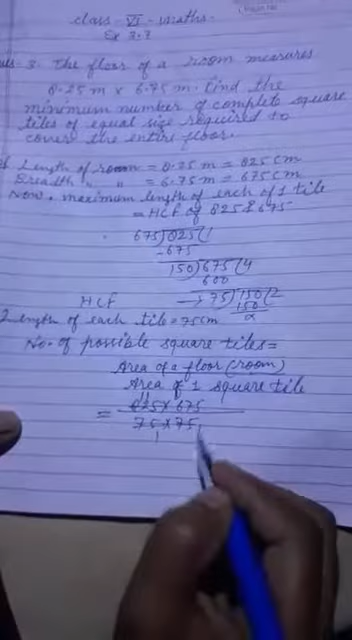 class - VI - maths.
Ex 3.7
3. The floor of a room measures
8.25 m x 6.75 m. Find the
minimum number of complete square
tiles of equal size required to
cover the entire floor.
Length of room = 8.25 m = 825 cm
Breadth " " = 6.75 m = 675 cm
Now, maximum length of each of 1 tile
= HCF of 825 & 675
675)825(1
-675
150)675(4
-600
HCF → 75)150(2
150
x
Length of each tile = 75 cm
No. of possible square tiles =
Area of a floor (room)
Area of 1 square tile
11
= 825 x 675
75 x 75
1